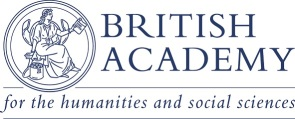 BRITISH
ACADEMY
for the humanities and social sciences